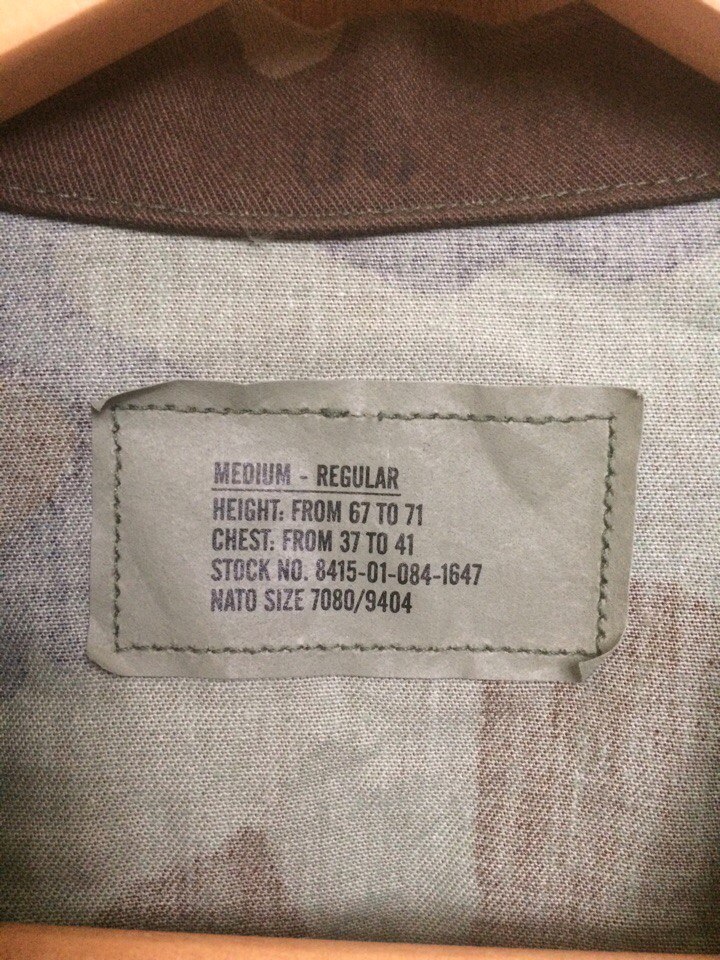 MEDIUM - REGULAR
HEIGHT: FROM 67 TO 71
CHEST: FROM 37 TO 41
STOCK NO. 8415-01-084-1647
NATO SIZE 7080/9404